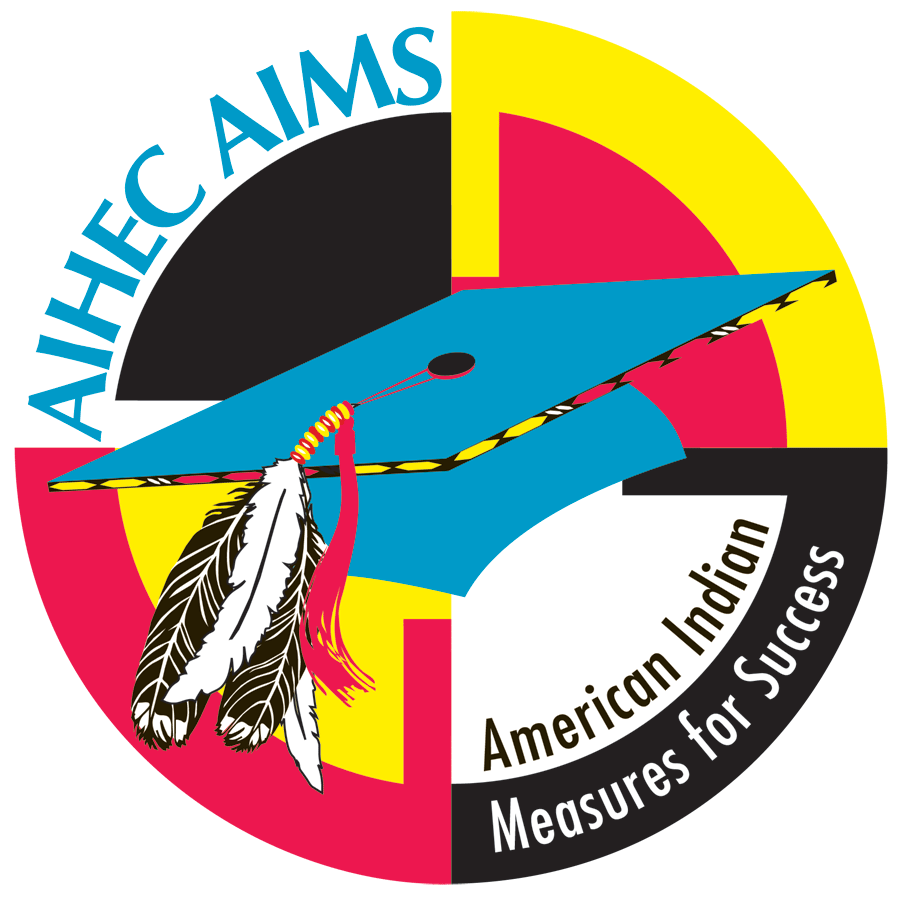 AIHEC AIMS
American Indian
Measures for Success